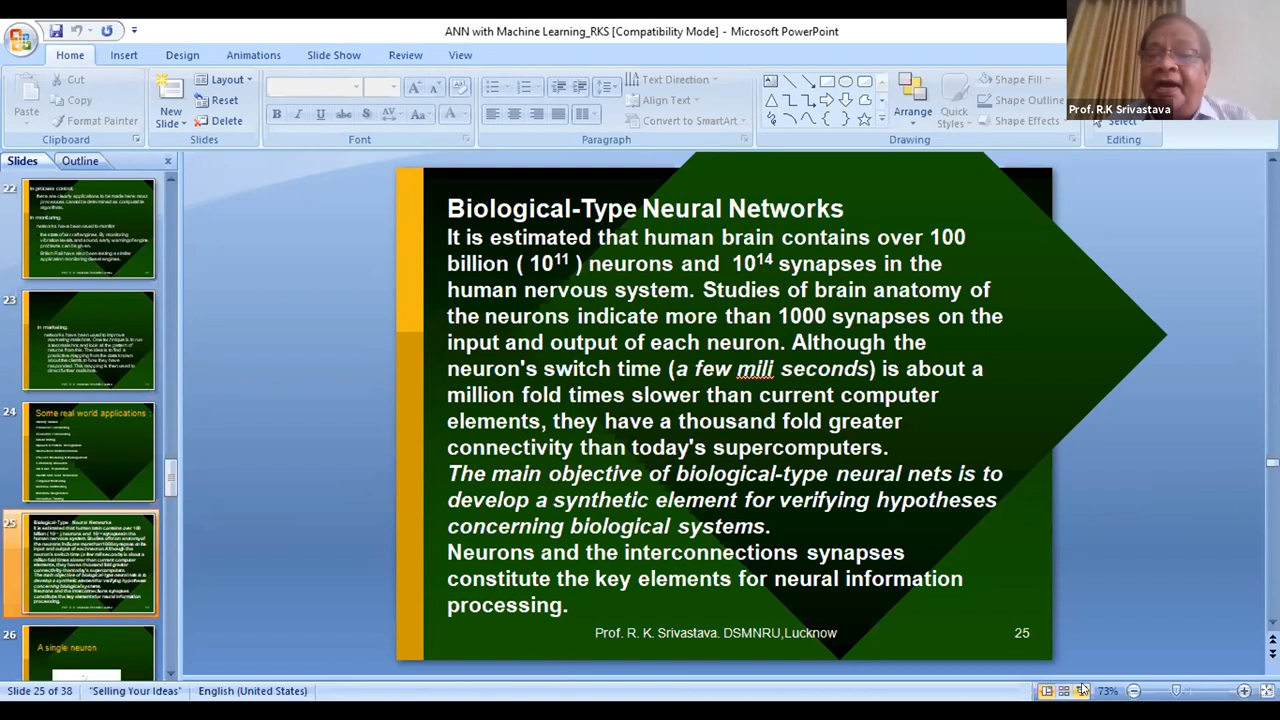 ANN with Machine Learning_RKS [Compatibility Mode] - Microsoft PowerPoint
Home Insert Design Animations Slide Show Review View
Cut
Copy
Format Painter
Paste
Clipboard
New Slide
Layout
Reset
Delete
Slides
Font
Text Direction
Align Text
Convert to SmartArt
Paragraph
Arrange
Quick Styles
Shape Fill
Shape Outline
Shape Effects
Drawing
Select
Editing
Prof. R.K Srivastava
Slides Outline
22
In process control.
In monitoring.
23
In marketing.
24
Some real world applications :
25
26
A single neuron
Biological-Type Neural Networks
It is estimated that human brain contains over 100
billion ( 10¹¹ ) neurons and 10¹⁴ synapses in the
human nervous system. Studies of brain anatomy of
the neurons indicate more than 1000 synapses on the
input and output of each neuron. Although the
neuron's switch time (a few mill seconds) is about a
million fold times slower than current computer
elements, they have a thousand fold greater
connectivity than today's supercomputers.
The main objective of biological-type neural nets is to
develop a synthetic element for verifying hypotheses
concerning biological systems.
Neurons and the interconnections synapses
constitute the key elements for neural information
processing.
Prof. R. K. Srivastava. DSMNRU,Lucknow 25
Slide 25 of 38 "Selling Your Ideas" English (United States) 73%